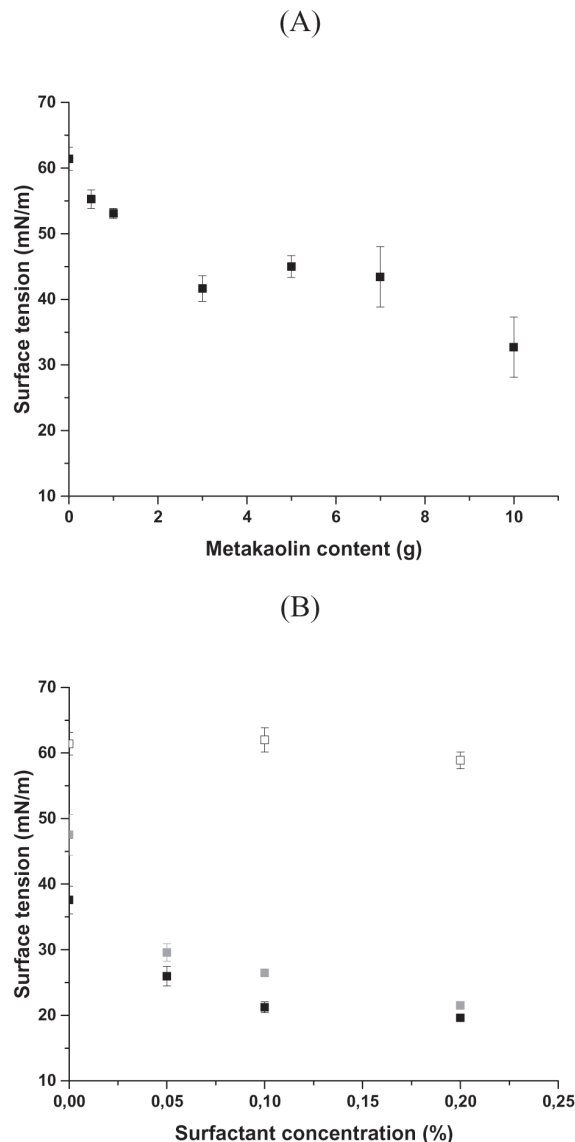 (A)
70
60
50
40
30
20
10
Surface tension (mN/m)
0 2 4 6 8 10
Metakaolin content (g)
(B)
70
60
50
40
30
20
10
Surface tension (mN/m)
0,00 0,05 0,10 0,15 0,20 0,25
Surfactant concentration (%)